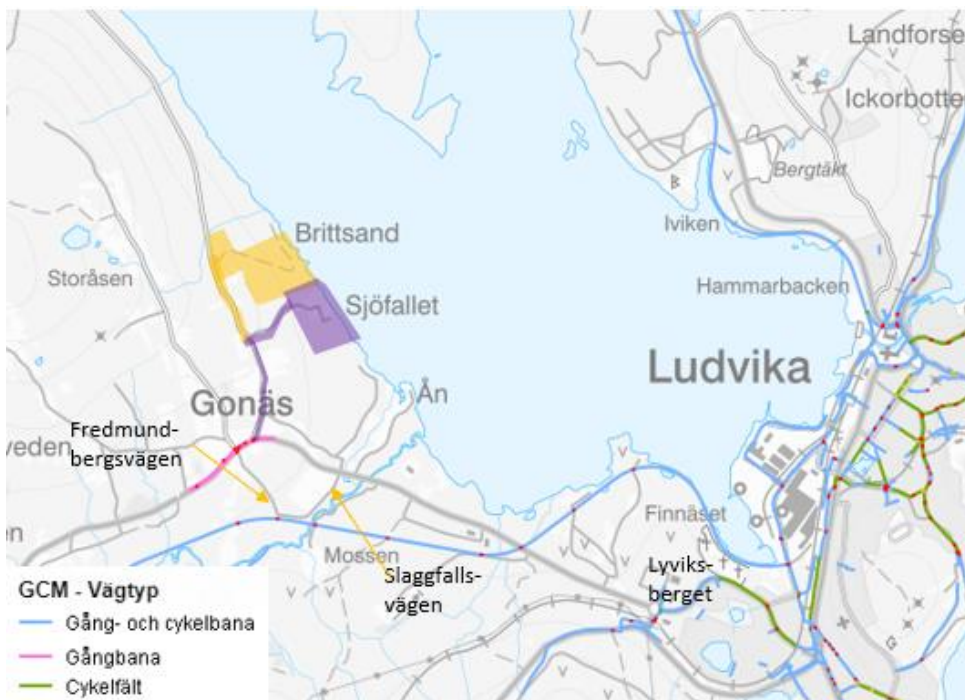 Landforse
Ickorbotte
Bergtäkt
Iviken
Brittsand
Storåsen
Hammarbacken
Sjöfallet
Ludvika
Ån
Gonäs
Fredmund-
bergsvägen
veden
Finnäset
en
Mossen
Slaggfalls-
vägen
Lyviks-
berget
GCM - Vägtyp
Gång- och cykelbana
Gångbana
Cykelfält